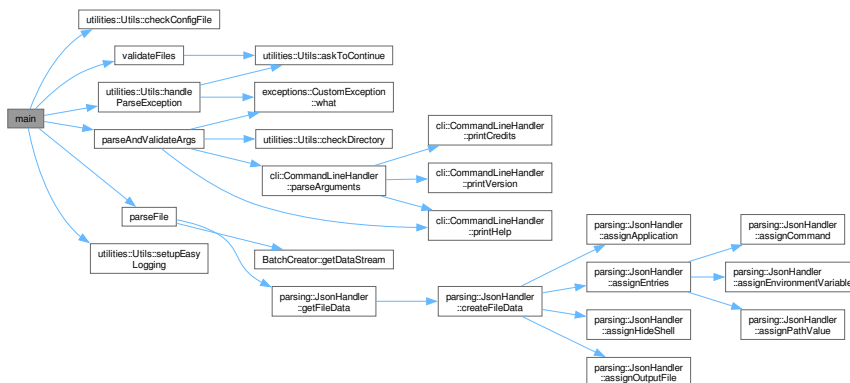 main
utilities::Utils::checkConfigFile
validateFiles
utilities::Utils::handle
ParseException
parseAndValidateArgs
parseFile
utilities::Utils::setupEasy
Logging
utilities::Utils::askToContinue
exceptions::CustomException
::what
utilities::Utils::checkDirectory
cli::CommandLineHandler
::parseArguments
BatchCreator::getDataStream
parsing::JsonHandler
::getFileData
cli::CommandLineHandler
::printCredits
cli::CommandLineHandler
::printVersion
cli::CommandLineHandler
::printHelp
parsing::JsonHandler
::createFileData
parsing::JsonHandler
::assignApplication
parsing::JsonHandler
::assignEntries
parsing::JsonHandler
::assignHideShell
parsing::JsonHandler
::assignOutputFile
parsing::JsonHandler
::assignCommand
parsing::JsonHandler
::assignEnvironmentVariable
parsing::JsonHandler
::assignPathValue